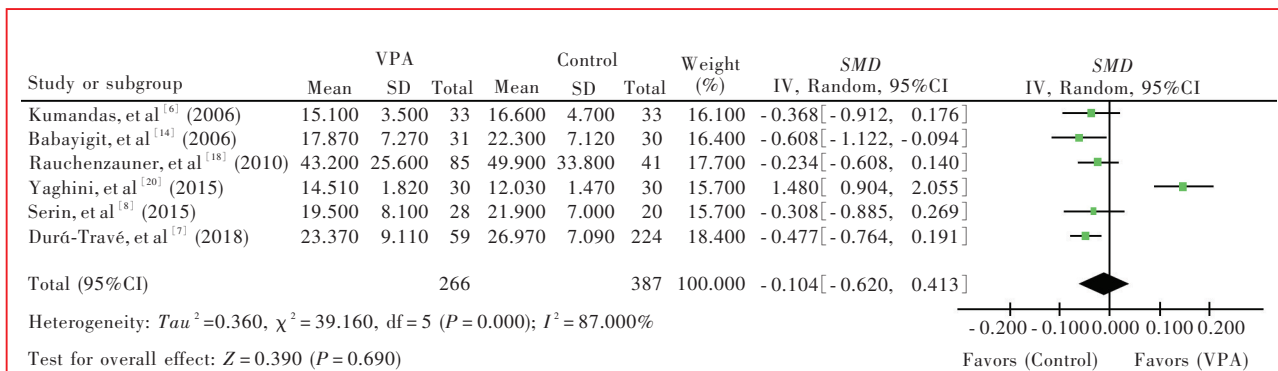 VPA Control Weight SMD SMD
Study or subgroup Mean SD Total Mean SD Total (%) IV, Random, 95%CI IV, Random, 95%CI
Kumandas, et al [6] (2006) 15.100 3.500 33 16.600 4.700 33 16.100 -0.368[-0.912, 0.176]
Babayigit, et al [14] (2006) 17.870 7.270 31 22.300 7.120 30 16.400 -0.608[-1.122, -0.094]
Rauchenzauner, et al [18] (2010) 43.200 25.600 85 49.900 33.800 41 17.700 -0.234[-0.608, 0.140]
Yaghini, et al [20] (2015) 14.510 1.820 30 12.030 1.470 30 15.700 1.480[ 0.904, 2.055]
Serin, et al [8] (2015) 19.500 8.100 28 21.900 7.000 20 15.700 -0.308[-0.885, 0.269]
Durá-Travé, et al [7] (2018) 23.370 9.110 59 26.970 7.090 224 18.400 -0.477[-0.764, 0.191]
Total (95%CI) 266 387 100.000 -0.104[-0.620, 0.413]
Heterogeneity: Tau²=0.360, χ²=39.160, df=5 (P=0.000); I²=87.000%
-0.200 -0.100 0.000 0.100 0.200
Test for overall effect: Z=0.390 (P=0.690) Favors (Control) Favors (VPA)